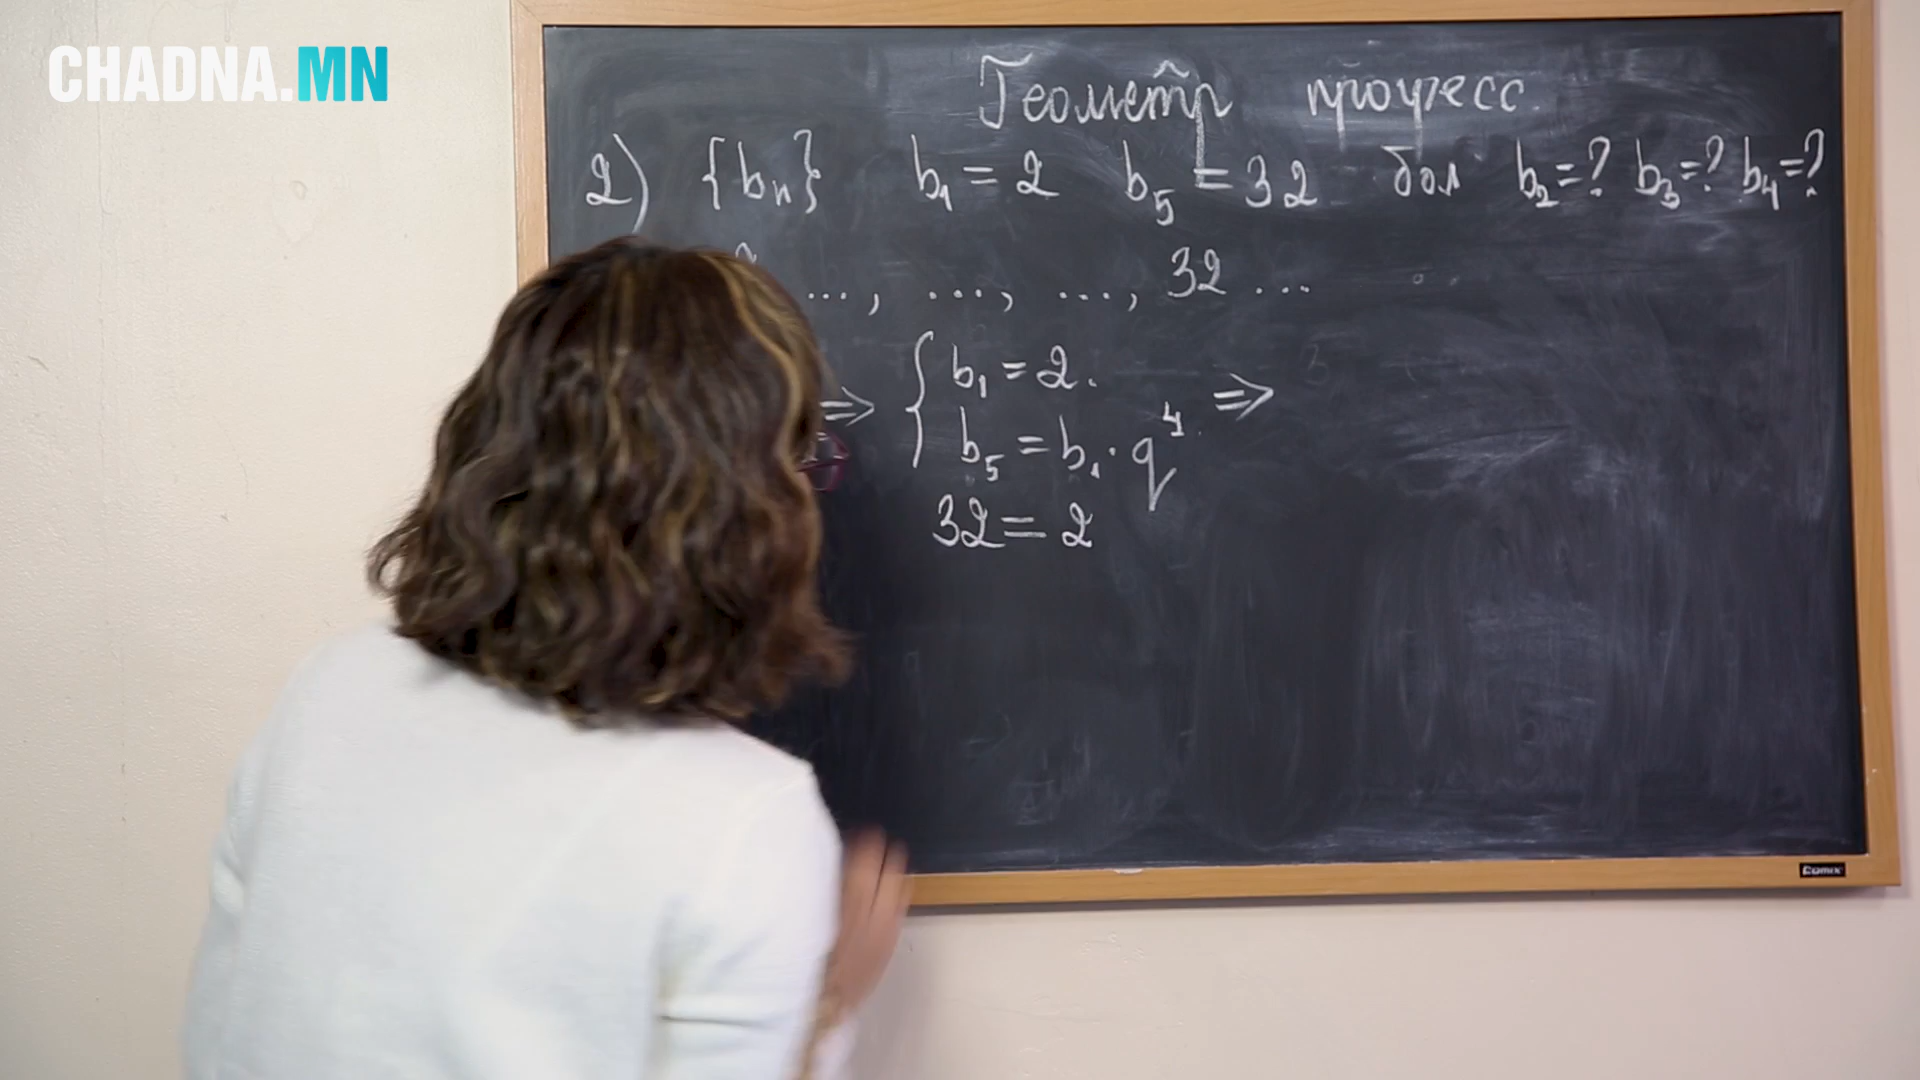 CHADNA.MN
Геометр прогресс.
2) {bₙ} b₁ = 2 b₅ = 32 бол b₂=? b₃=? b₄=?
..., ..., ..., 32 ...
⇒ { b₁ = 2. ⇒
b₅ = b₁ · q⁴
32 = 2
Comix